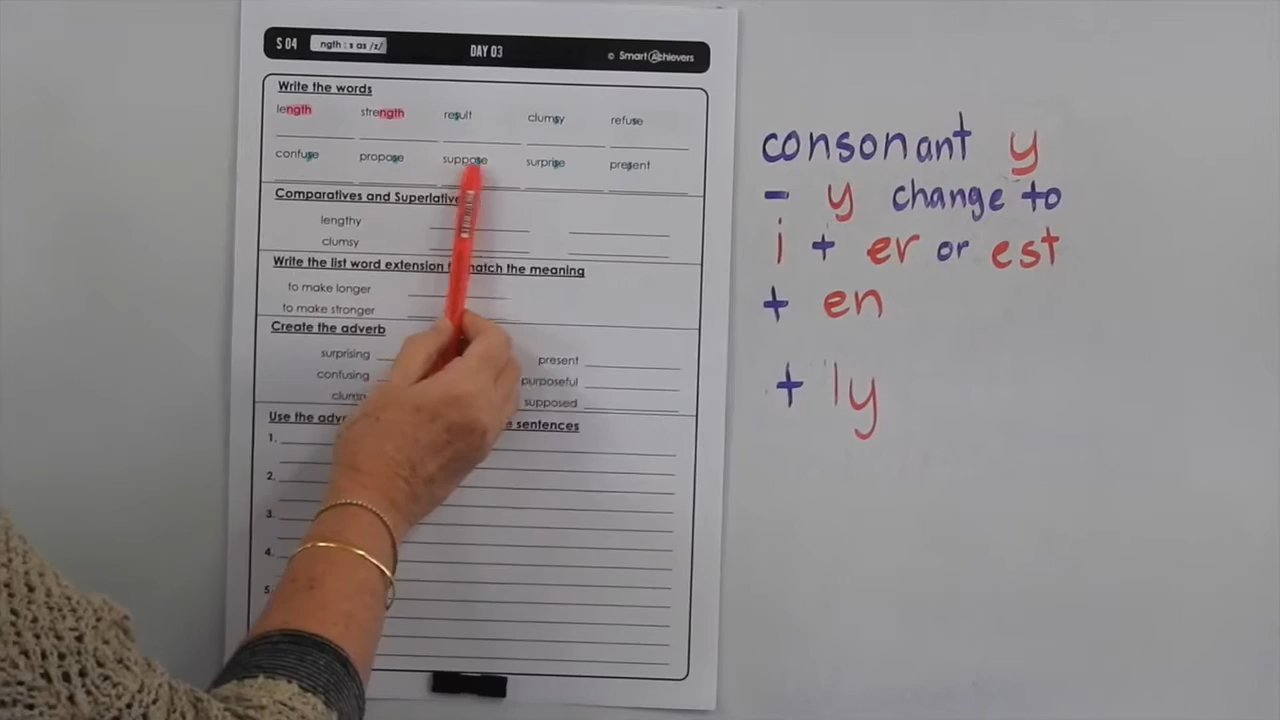 S 04 ngth : s as /z/ DAY 03 © Smart Achievers
Write the words
length strength result clumsy refuse
confuse propose suppose surprise present
Comparatives and Superlative
lengthy
clumsy
Write the list word extension match the meaning
to make longer
to make stronger
Create the adverb
surprising present
confusing purposeful
supposed
Use the sentences
1.
2.
3.
4.
5.
consonant y
- y change to
i + er or est
+ en
+ ly